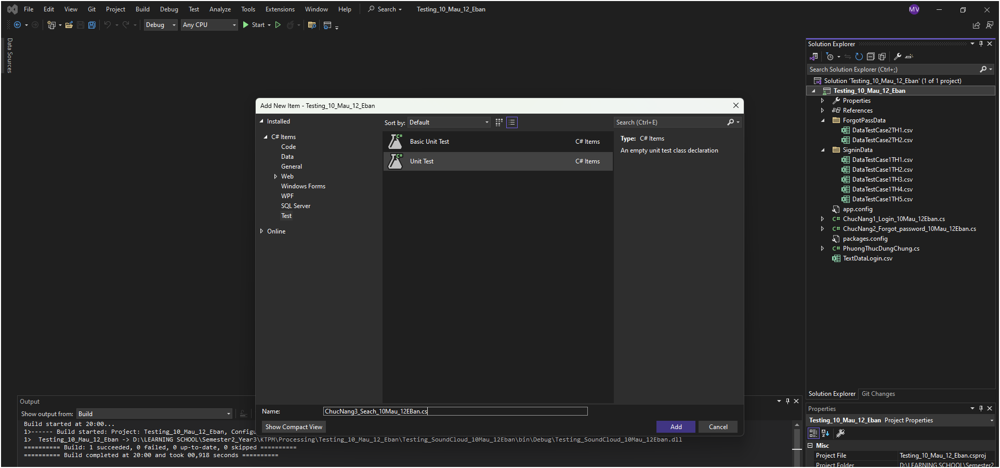 File Edit View Git Project Build Debug Test Analyze Tools Extensions Window Help Search Testing_10_Mau_12_Eban MV
Debug Any CPU Start
Data Sources
Solution Explorer
Search Solution Explorer (Ctrl+;)
Solution 'Testing_10_Mau_12_Eban' (1 of 1 project)
Testing_10_Mau_12_Eban
Properties
References
ForgotPassData
DataTestCase2TH1.csv
DataTestCase2TH2.csv
SigninData
DataTestCase1TH1.csv
DataTestCase1TH2.csv
DataTestCase1TH3.csv
DataTestCase1TH4.csv
DataTestCase1TH5.csv
app.config
C# ChucNang1_Login_10Mau_12Eban.cs
C# ChucNang2_Forgot_password_10Mau_12Eban.cs
packages.config
C# PhuongThucDungChung.cs
TextDataLogin.csv
Add New Item - Testing_10_Mau_12_Eban
Installed
C# Items
Code
Data
General
Web
Windows Forms
WPF
SQL Server
Test
Online
Sort by: Default
Search (Ctrl+E)
C# Basic Unit Test C# Items
C# Unit Test C# Items
Type: C# Items
An empty unit test class declaration
Name: ChucNang3_Seach_10Mau_12EBan.cs
Show Compact View Add Cancel
Output
Show output from: Build
Build started at 20:00...
1>------ Build started: Project: Testing_10_Mau_12_Eban, Configu
1> Testing_10_Mau_12_Eban -> D:\LEARNING SCHOOL\Semester2_Year3\KTPM\Processing\Testing_10_Mau_12_Eban\Testing_SoundCloud_10Mau_12Eban\bin\Debug\Testing_SoundCloud_10Mau_12Eban.dll
========== Build: 1 succeeded, 0 failed, 0 up-to-date, 0 skipped ==========
========== Build completed at 20:00 and took 00,918 seconds ==========
Solution Explorer Git Changes
Properties
Testing_10_Mau_12_Eban Project Properties
Misc
Project File Testing_10_Mau_12_Eban.csproj
Project Folder D:\LEARNING SCHOOL\Semester2